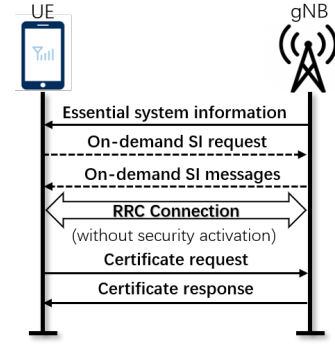 UE
gNB
Essential system information
On-demand SI request
On-demand SI messages
RRC Connection
(without security activation)
Certificate request
Certificate response